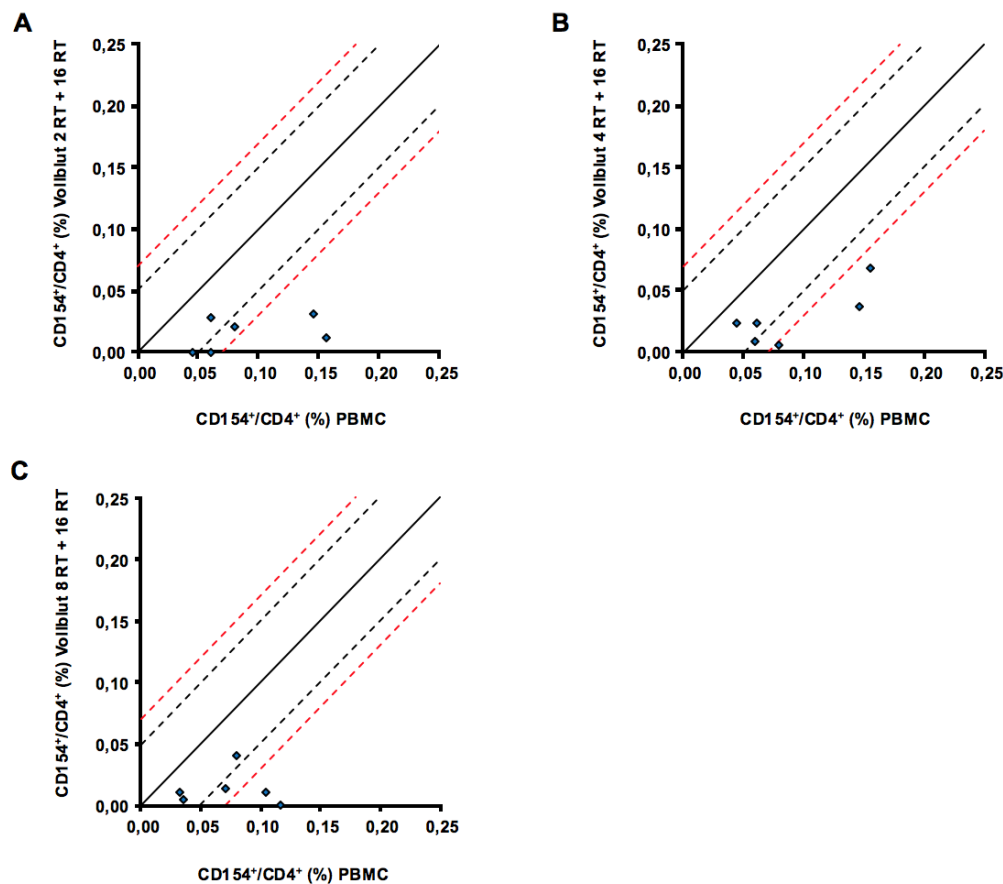 A
CD154⁺/CD4⁺ (%) Vollblut 2 RT + 16 RT
0,25
0,20
0,15
0,10
0,05
0,00
0,00 0,05 0,10 0,15 0,20 0,25
CD154⁺/CD4⁺ (%) PBMC
B
CD154⁺/CD4⁺ (%) Vollblut 4 RT + 16 RT
0,25
0,20
0,15
0,10
0,05
0,00
0,00 0,05 0,10 0,15 0,20 0,25
CD154⁺/CD4⁺ (%) PBMC
C
CD154⁺/CD4⁺ (%) Vollblut 8 RT + 16 RT
0,25
0,20
0,15
0,10
0,05
0,00
0,00 0,05 0,10 0,15 0,20 0,25
CD154⁺/CD4⁺ (%) PBMC